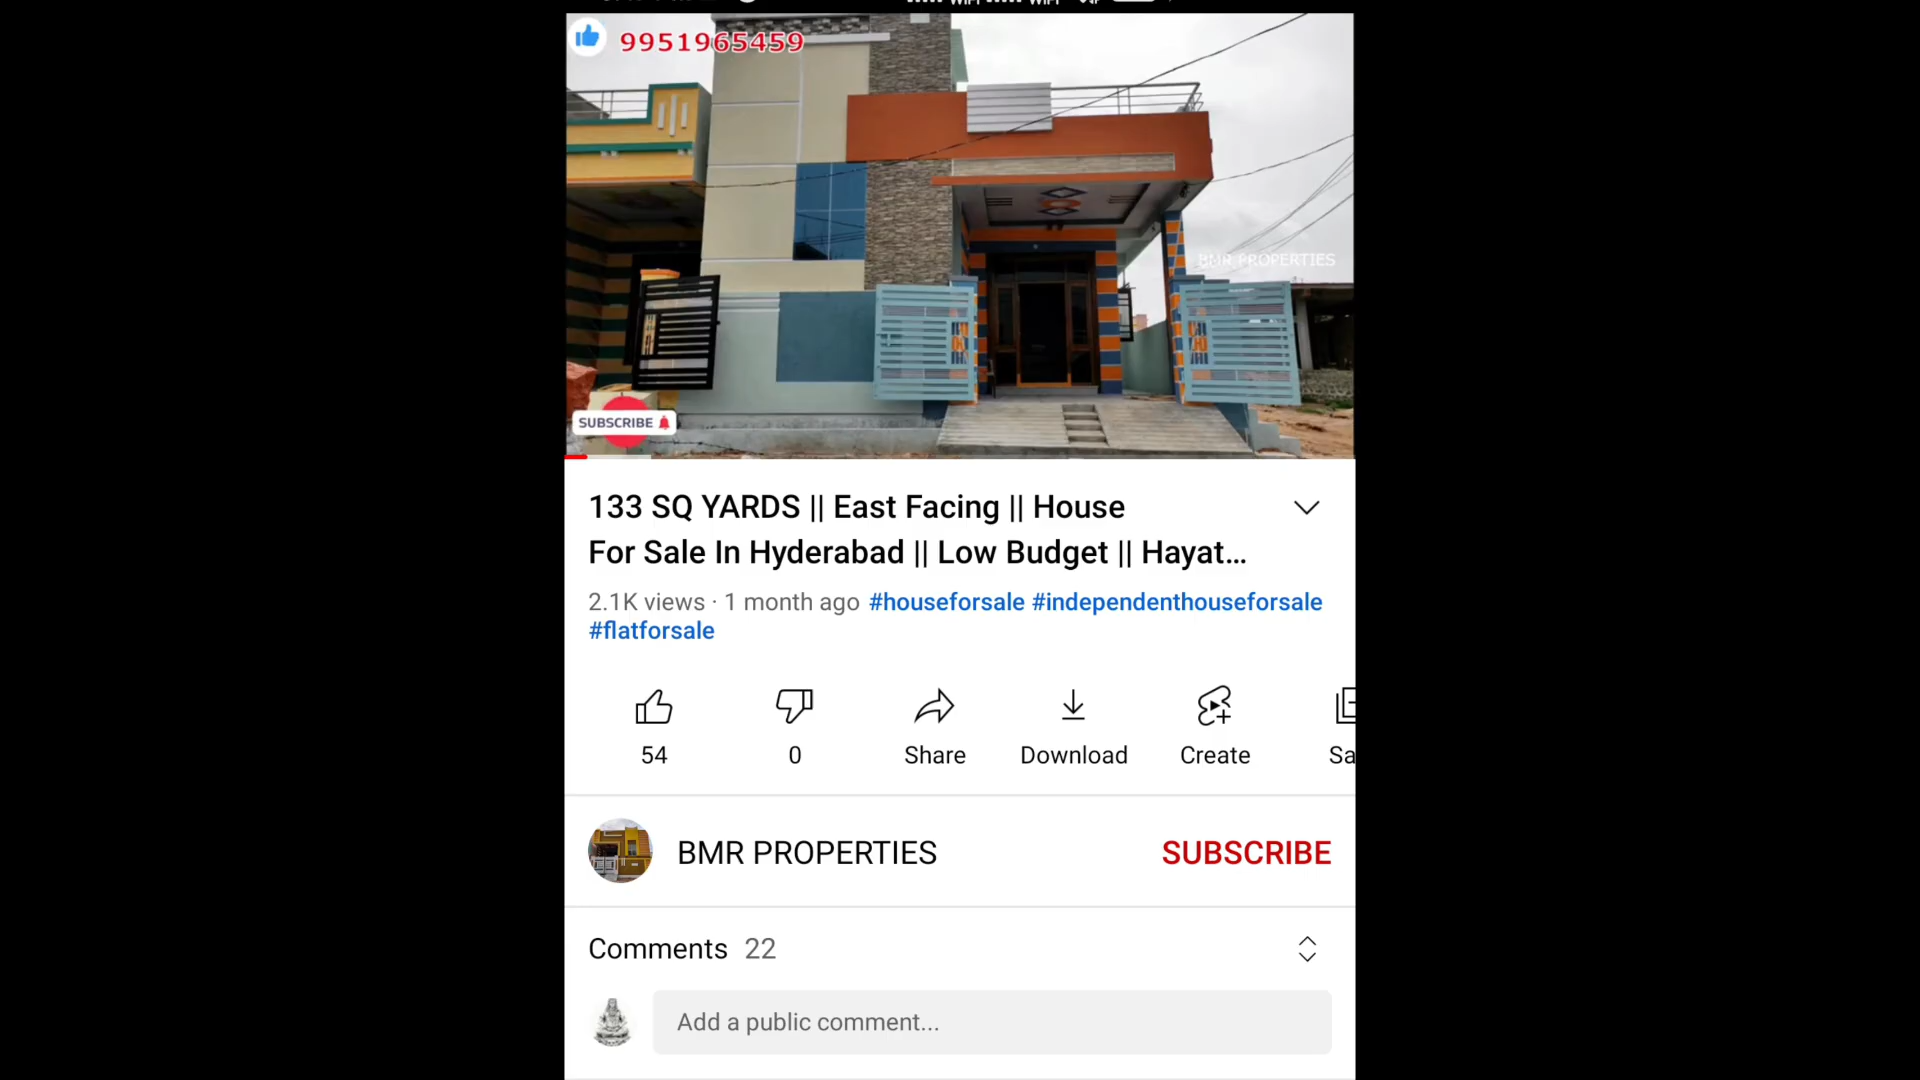 9951965459
BMR PROPERTIES
SUBSCRIBE
133 SQ YARDS || East Facing || House
For Sale In Hyderabad || Low Budget || Hayat...
2.1K views · 1 month ago #houseforsale #independenthouseforsale
#flatforsale
54
0
Share
Download
Create
Sa
BMR PROPERTIES
SUBSCRIBE
Comments 22
Add a public comment...